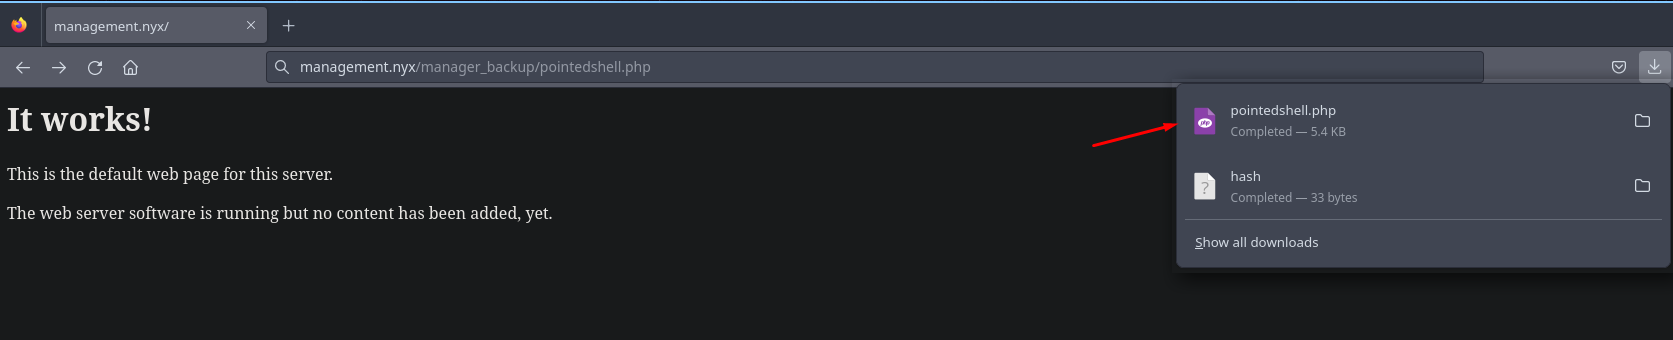 management.nyx/
management.nyx/manager_backup/pointedshell.php
It works!
This is the default web page for this server.
The web server software is running but no content has been added, yet.
pointedshell.php
Completed — 5.4 KB
hash
Completed — 33 bytes
Show all downloads